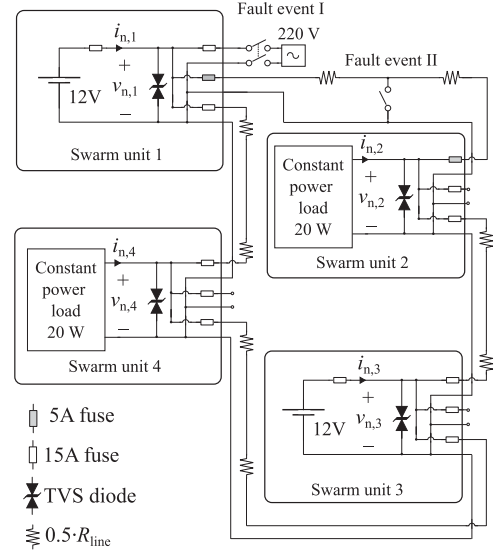 Fault event I
220 V
i_{n,1}
+
v_{n,1}
−
12V
Swarm unit 1
Fault event II
Constant
power
load
20 W
i_{n,2}
+
v_{n,2}
−
Swarm unit 2
Constant
power
load
20 W
i_{n,4}
+
v_{n,4}
−
Swarm unit 4
i_{n,3}
+
v_{n,3}
−
12V
Swarm unit 3
5A fuse
15A fuse
TVS diode
0.5·R_{line}